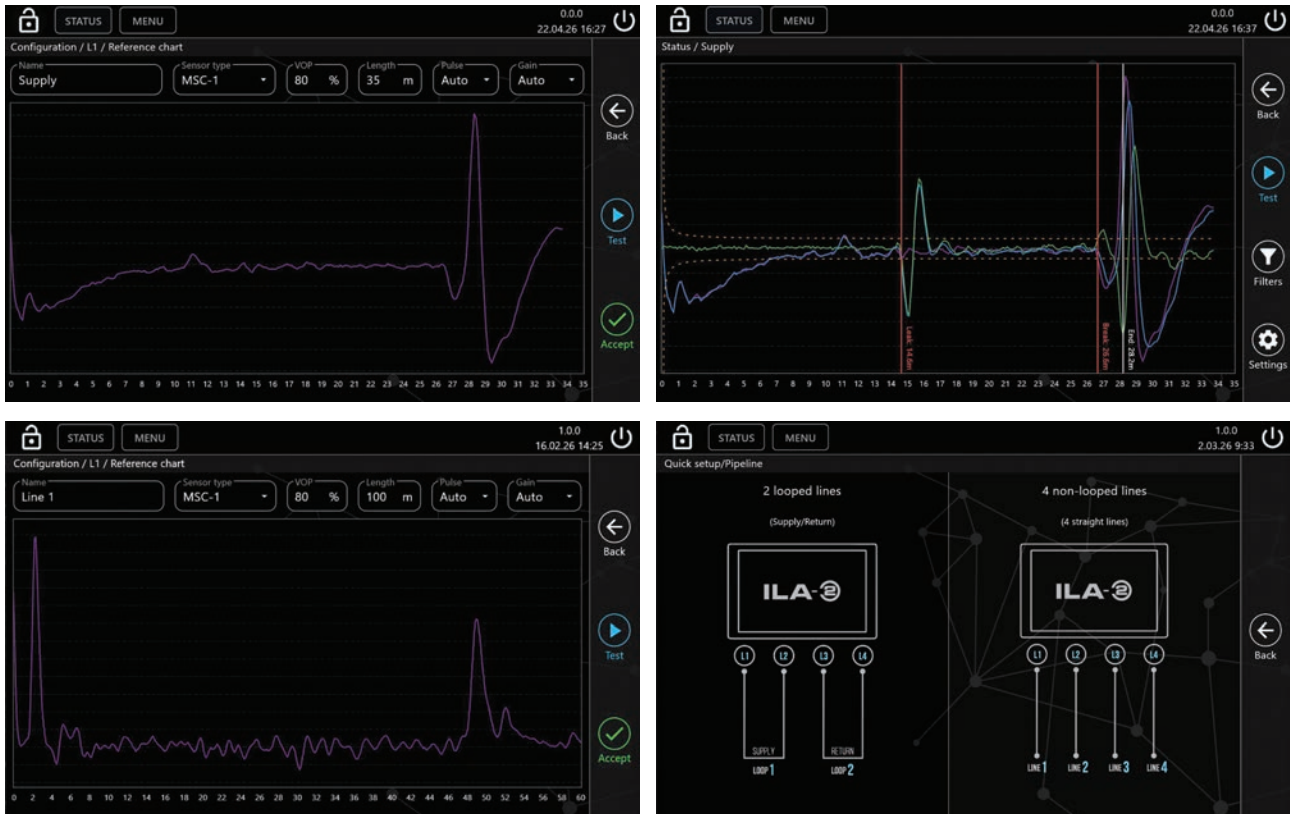 STATUS MENU 0.0.0
22.04.26 16:27
Configuration / L1 / Reference chart
Name Sensor type VOP Length Pulse Gain
Supply MSC-1 80 % 35 m Auto Auto
Back
Test
Accept
0 1 2 3 4 5 6 7 8 9 10 11 12 13 14 15 16 17 18 19 20 21 22 23 24 25 26 27 28 29 30 31 32 33 34 35
STATUS MENU 0.0.0
22.04.26 16:37
Status / Supply
Back
Test
Filters
Settings
Leak: 14.6m
Break: 26.6m
End: 28.2m
0 1 2 3 4 5 6 7 8 9 10 11 12 13 14 15 16 17 18 19 20 21 22 23 24 25 26 27 28 29 30 31 32 33 34 35
STATUS MENU 1.0.0
16.02.26 14:25
Configuration / L1 / Reference chart
Name Sensor type VOP Length Pulse Gain
Line 1 MSC-1 80 % 100 m Auto Auto
Back
Test
Accept
0 2 4 6 8 10 12 14 16 18 20 22 24 26 28 30 32 34 36 38 40 42 44 46 48 50 52 54 56 58 60
STATUS MENU 1.0.0
2.03.26 9:33
Quick setup/Pipeline
2 looped lines
(Supply/Return)
ILA-2
L1 L2 L3 L4
SUPPLY RETURN
LOOP 1 LOOP 2
4 non-looped lines
(4 straight lines)
ILA-2
L1 L2 L3 L4
LINE 1 LINE 2 LINE 3 LINE 4
Back